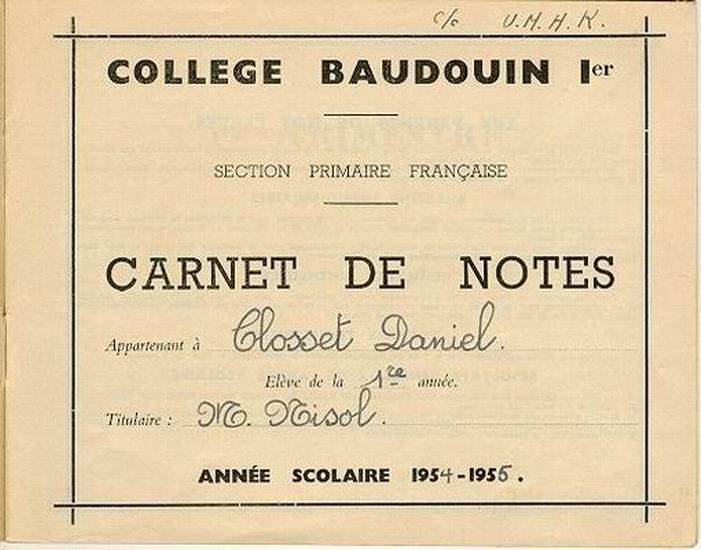 c/o U.M.H.K.
COLLEGE BAUDOUIN Ier
SECTION PRIMAIRE FRANÇAISE
CARNET DE NOTES
Appartenant à Closset Daniel.
Elève de la 1re année.
Titulaire : M. Nisol.
ANNÉE SCOLAIRE 1954-1955.